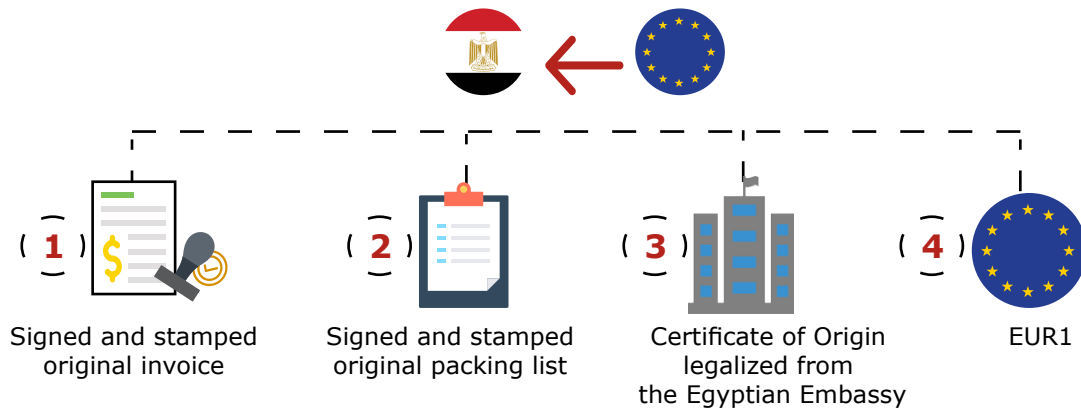 1
Signed and stamped
original invoice
2
Signed and stamped
original packing list
3
Certificate of Origin
legalized from
the Egyptian Embassy
4
EUR1